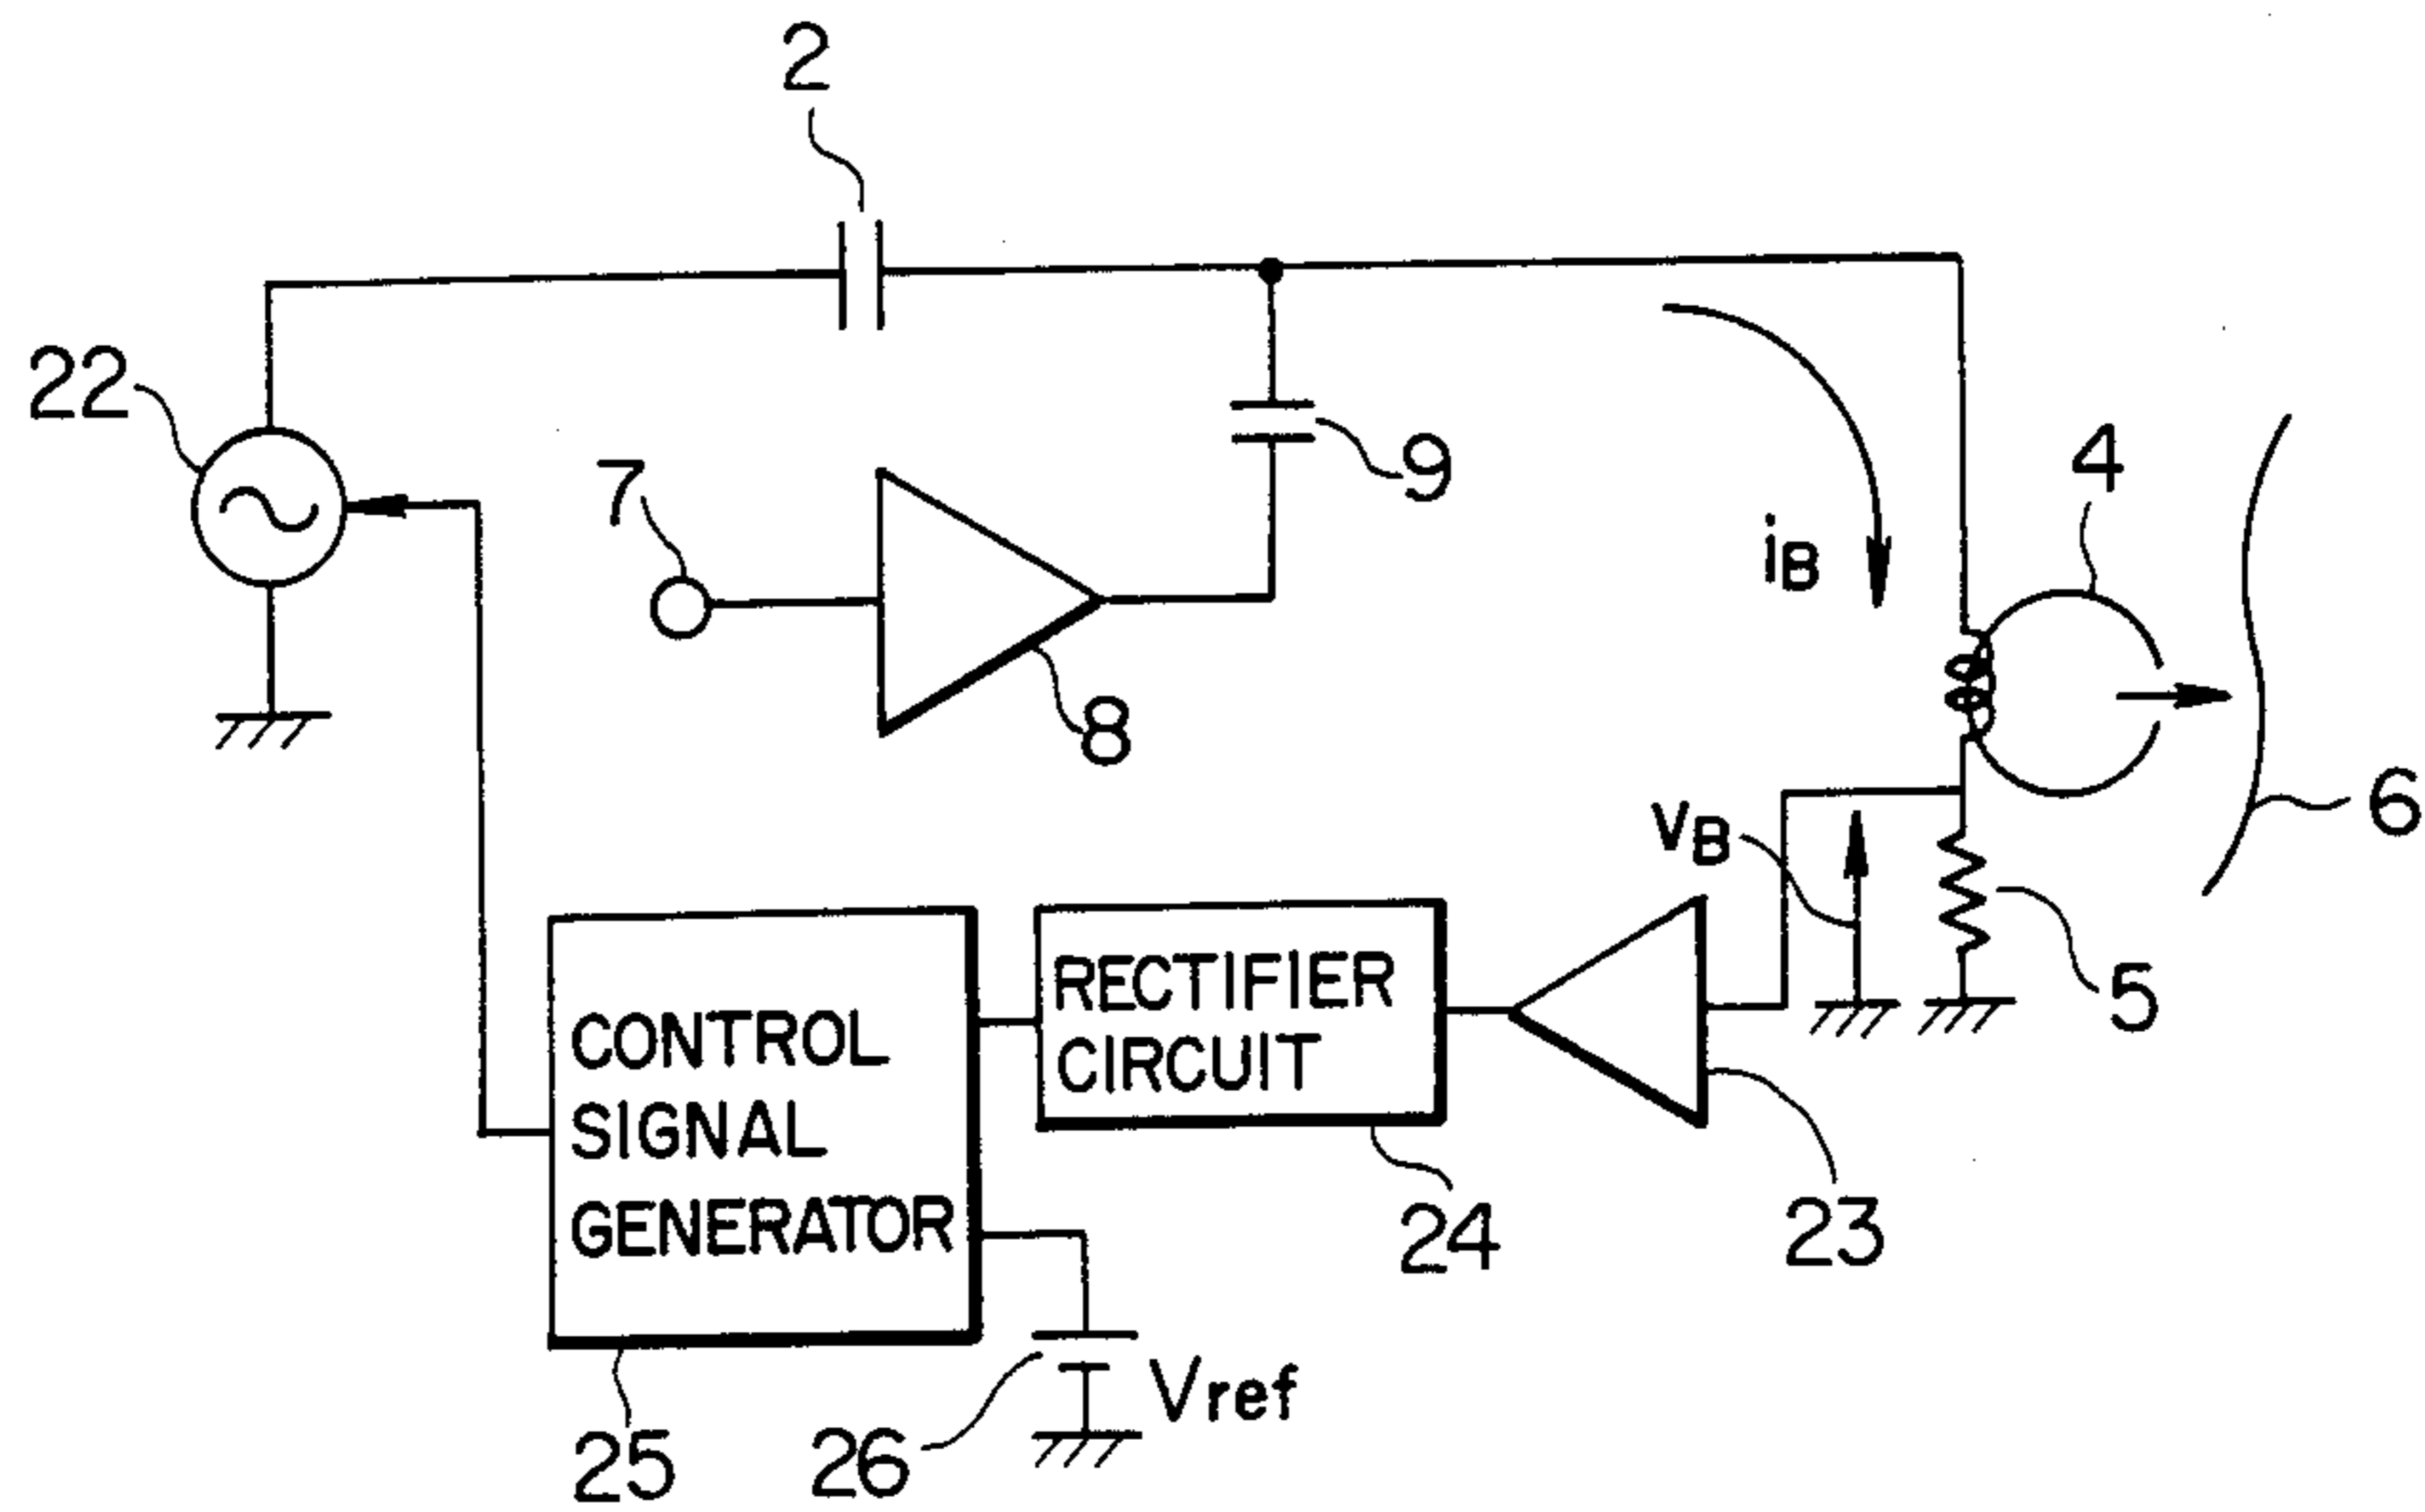 2
22
7
9
4
iB
8
vB
6
CONTROL
SIGNAL
GENERATOR
RECTIFIER
CIRCUIT
5
24
23
Vref
25
26